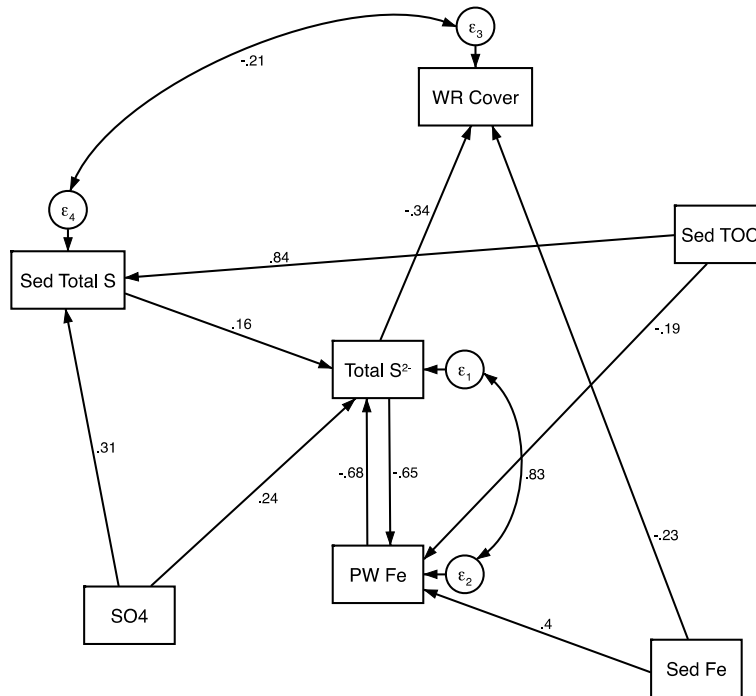 ε3
-.21
WR Cover
ε4
-.34
Sed TOC
.84
Sed Total S
-.19
.16
Total S²⁻
ε1
.31
-.68
-.65
.83
.24
-.23
PW Fe
ε2
SO4
.4
Sed Fe